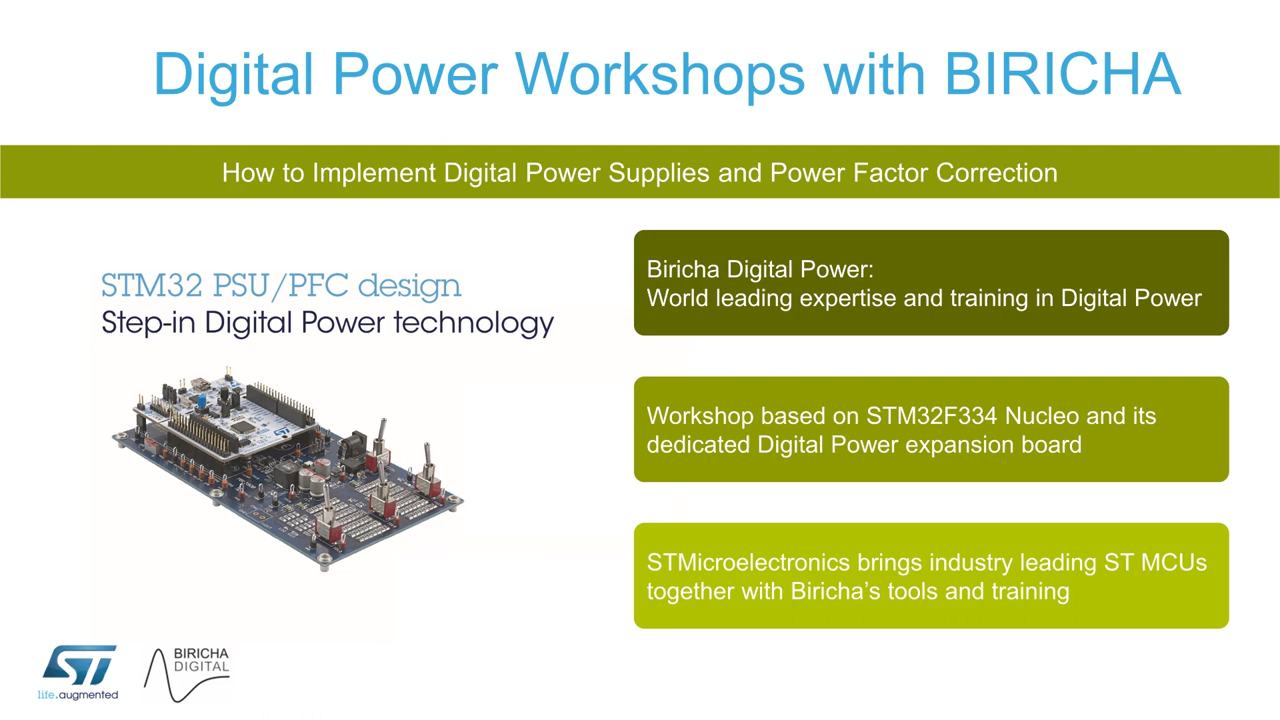 Digital Power Workshops with BIRICHA
How to Implement Digital Power Supplies and Power Factor Correction
STM32 PSU/PFC design
Step-in Digital Power technology
Biricha Digital Power:
World leading expertise and training in Digital Power
Workshop based on STM32F334 Nucleo and its
dedicated Digital Power expansion board
STMicroelectronics brings industry leading ST MCUs
together with Biricha’s tools and training
ST
ST
life.augmented
BIRICHA
DIGITAL